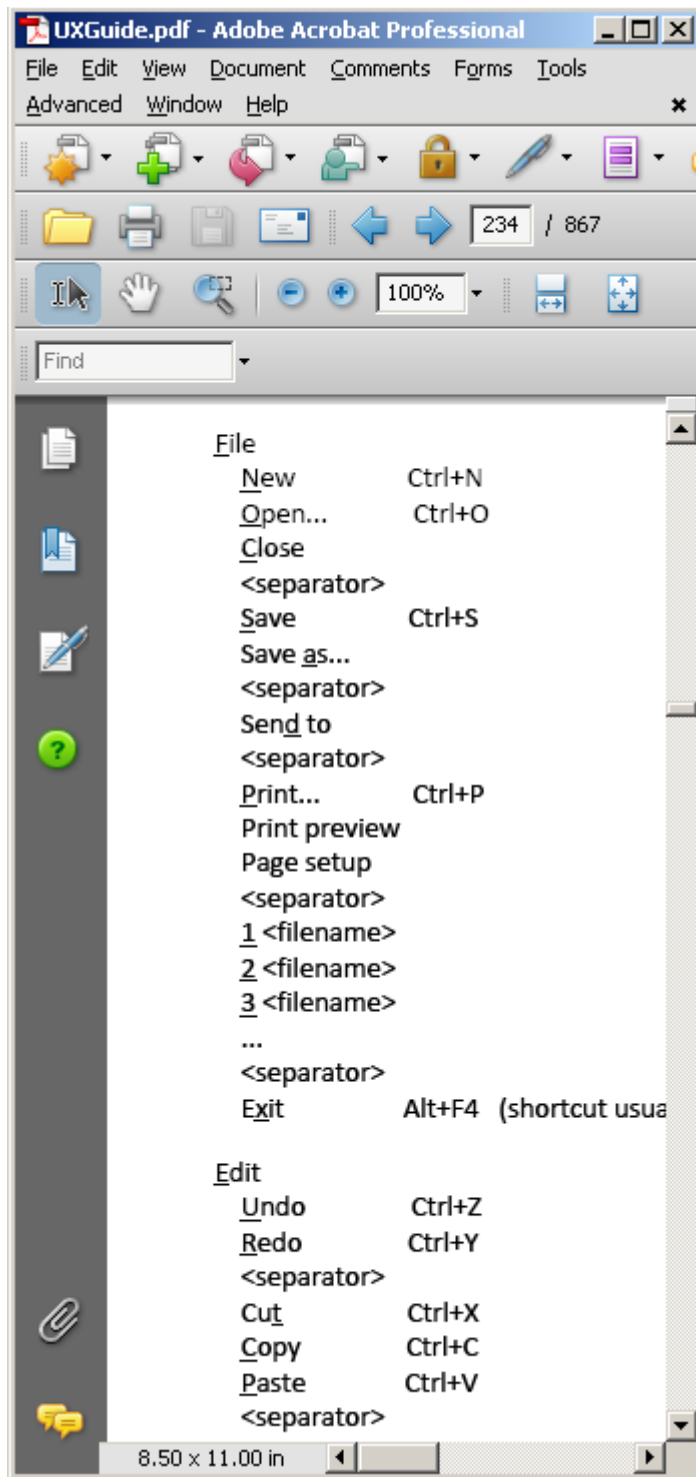 UXGuide.pdf - Adobe Acrobat Professional
File Edit View Document Comments Forms Tools
Advanced Window Help
234 / 867
100%
Find
File
New Ctrl+N
Open... Ctrl+O
Close
<separator>
Save Ctrl+S
Save as...
<separator>
Send to
<separator>
Print... Ctrl+P
Print preview
Page setup
<separator>
1 <filename>
2 <filename>
3 <filename>
...
<separator>
Exit Alt+F4 (shortcut usua
Edit
Undo Ctrl+Z
Redo Ctrl+Y
<separator>
Cut Ctrl+X
Copy Ctrl+C
Paste Ctrl+V
<separator>
8.50 x 11.00 in